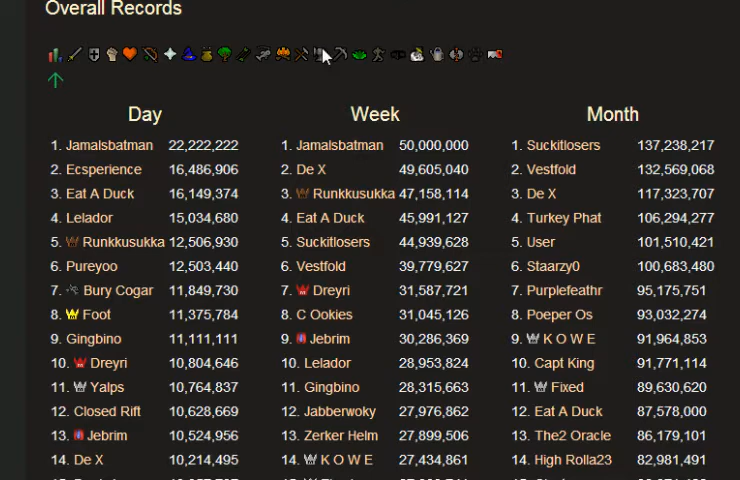 Overall Records
Day Week Month
1. Jamalsbatman 22,222,222 1. Jamalsbatman 50,000,000 1. Suckitlosers 137,238,217
2. Ecsperience 16,486,906 2. De X 49,605,040 2. Vestfold 132,569,068
3. Eat A Duck 16,149,374 3. Runkkusukka 47,158,114 3. De X 117,323,707
4. Lelador 15,034,680 4. Eat A Duck 45,991,127 4. Turkey Phat 106,294,277
5. Runkkusukka 12,506,930 5. Suckitlosers 44,939,628 5. User 101,510,421
6. Pureyoo 12,503,440 6. Vestfold 39,779,627 6. Staarzy0 100,683,480
7. Bury Cogar 11,849,730 7. Dreyri 31,587,721 7. Purplefeathr 95,175,751
8. Foot 11,375,784 8. C Ookies 31,045,126 8. Poeper Os 93,032,274
9. Gingbino 11,111,111 9. Jebrim 30,286,369 9. K O W E 91,964,853
10. Dreyri 10,804,646 10. Lelador 28,953,824 10. Capt King 91,771,114
11. Yalps 10,764,837 11. Gingbino 28,315,663 11. Fixed 89,630,620
12. Closed Rift 10,628,669 12. Jabberwoky 27,976,862 12. Eat A Duck 87,578,000
13. Jebrim 10,524,956 13. Zerker Helm 27,899,506 13. The2 Oracle 86,179,101
14. De X 10,214,495 14. K O W E 27,434,861 14. High Rolla23 82,981,491